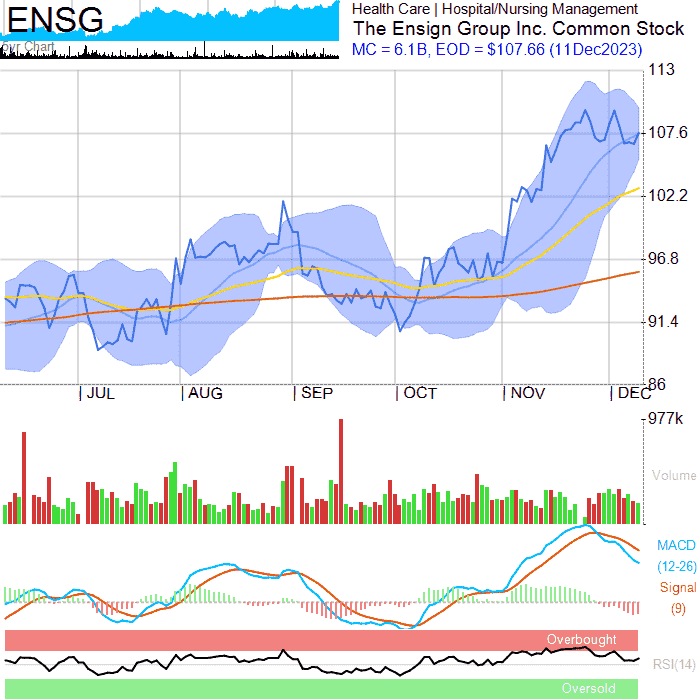 ENSG
5yr Chart
Health Care | Hospital/Nursing Management
The Ensign Group Inc. Common Stock
MC = 6.1B, EOD = $107.66 (11Dec2023)
113
107.6
102.2
96.8
91.4
86
JUL
AUG
SEP
OCT
NOV
DEC
977k
Volume
MACD
(12-26)
Signal
(9)
Overbought
RSI(14)
Oversold